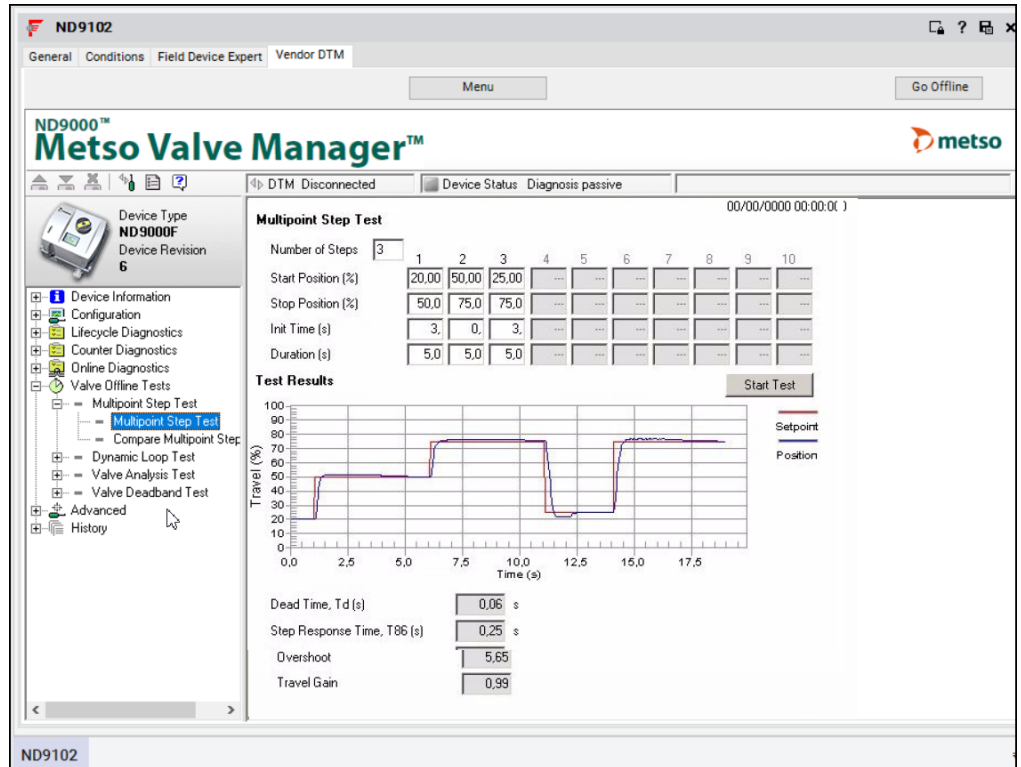 ND9102
General Conditions Field Device Expert Vendor DTM
Menu Go Offline
ND9000™
Metso Valve Manager™
metso
DTM Disconnected Device Status Diagnosis passive
Device Type
ND9000F
Device Revision
6
Device Information
Configuration
Lifecycle Diagnostics
Counter Diagnostics
Online Diagnostics
Valve Offline Tests
Multipoint Step Test
Multipoint Step Test
Compare Multipoint Step
Dynamic Loop Test
Valve Analysis Test
Valve Deadband Test
Advanced
History
00/00/0000 00:00:0( )
Multipoint Step Test
Number of Steps 3
1 2 3 4 5 6 7 8 9 10
Start Position (%) 20,00 50,00 25,00 --- --- --- --- --- --- ---
Stop Position (%) 50,0 75,0 75,0 --- --- --- --- --- --- ---
Init Time (s) 3, 0, 3, --- --- --- --- --- --- ---
Duration (s) 5,0 5,0 5,0 --- --- --- --- --- --- ---
Test Results
Start Test
Travel (%)
100
90
80
70
60
50
40
30
20
10
0
0,0 2,5 5,0 7,5 10,0 12,5 15,0 17,5
Time (s)
Setpoint
Position
Dead Time, Td (s) 0,06 s
Step Response Time, T86 (s) 0,25 s
Overshoot 5,65
Travel Gain 0,99
ND9102